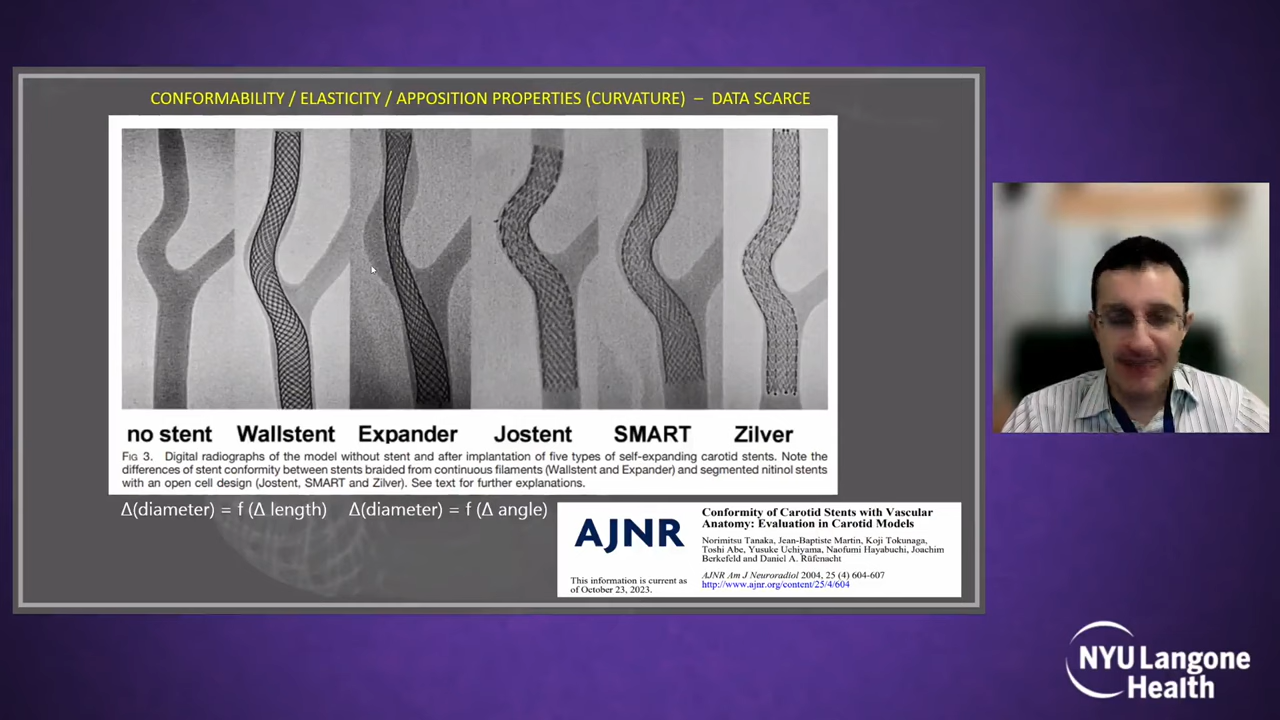 CONFORMABILITY / ELASTICITY / APPOSITION PROPERTIES (CURVATURE) – DATA SCARCE
no stent Wallstent Expander Jostent SMART Zilver
FIG 3. Digital radiographs of the model without stent and after implantation of five types of self-expanding carotid stents. Note the
differences of stent conformity between stents braided from continuous filaments (Wallstent and Expander) and segmented nitinol stents
with an open cell design (Jostent, SMART and Zilver). See text for further explanations.
Δ(diameter) = f (Δ length) Δ(diameter) = f (Δ angle)
AJNR
This information is current as
of October 23, 2023.
Conformity of Carotid Stents with Vascular
Anatomy: Evaluation in Carotid Models
Norimitsu Tanaka, Jean-Baptiste Martin, Koji Tokunaga,
Toshi Abe, Yusuke Uchiyama, Naofumi Hayabuchi, Joachim
Berkefeld and Daniel A. Rüfenacht
AJNR Am J Neuroradiol 2004, 25 (4) 604-607
http://www.ajnr.org/content/25/4/604
NYU Langone
Health